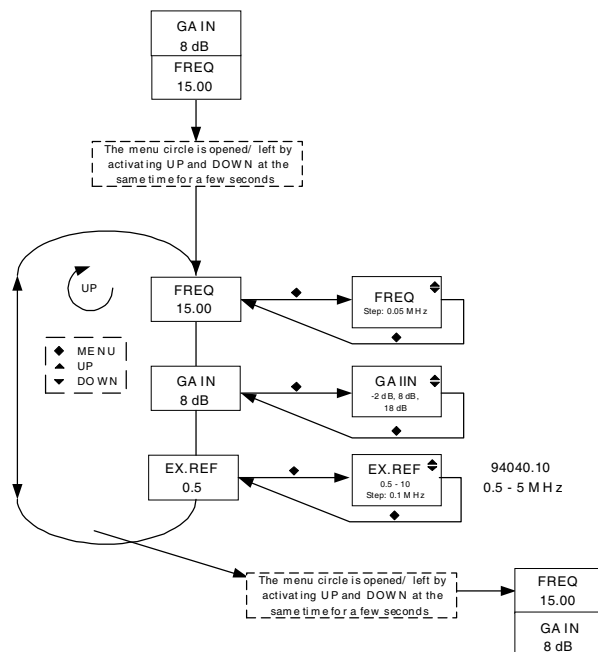 GAIN
8 dB
FREQ
15.00
The menu circle is opened/ left by
activating UP and DOWN at the
same time for a few seconds
UP
FREQ
15.00
FREQ
Step: 0.05 MHz
MENU
UP
DOWN
GAIN
8 dB
GAIIN
-2 dB, 8 dB,
18 dB
EX.REF
0.5
EX.REF
0.5 - 10
Step: 0.1 MHz
94040.10
0.5 - 5 MHz
The menu circle is opened/ left by
activating UP and DOWN at the
same time for a few seconds
FREQ
15.00
GAIN
8 dB